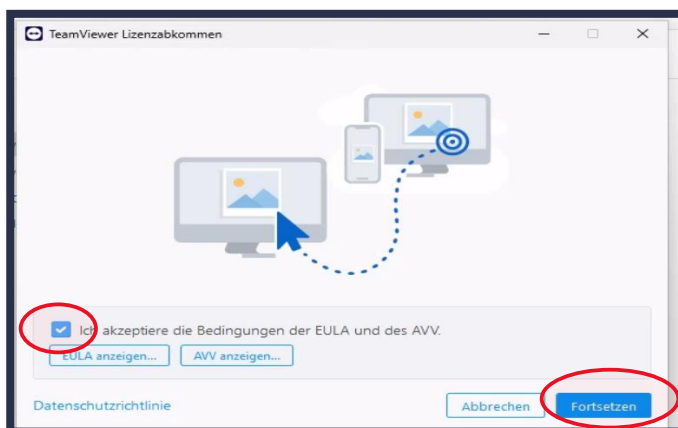 TeamViewer Lizenzabkommen
Ich akzeptiere die Bedingungen der EULA und des AVV.
EULA anzeigen... AVV anzeigen...
Datenschutzrichtlinie Abbrechen Fortsetzen